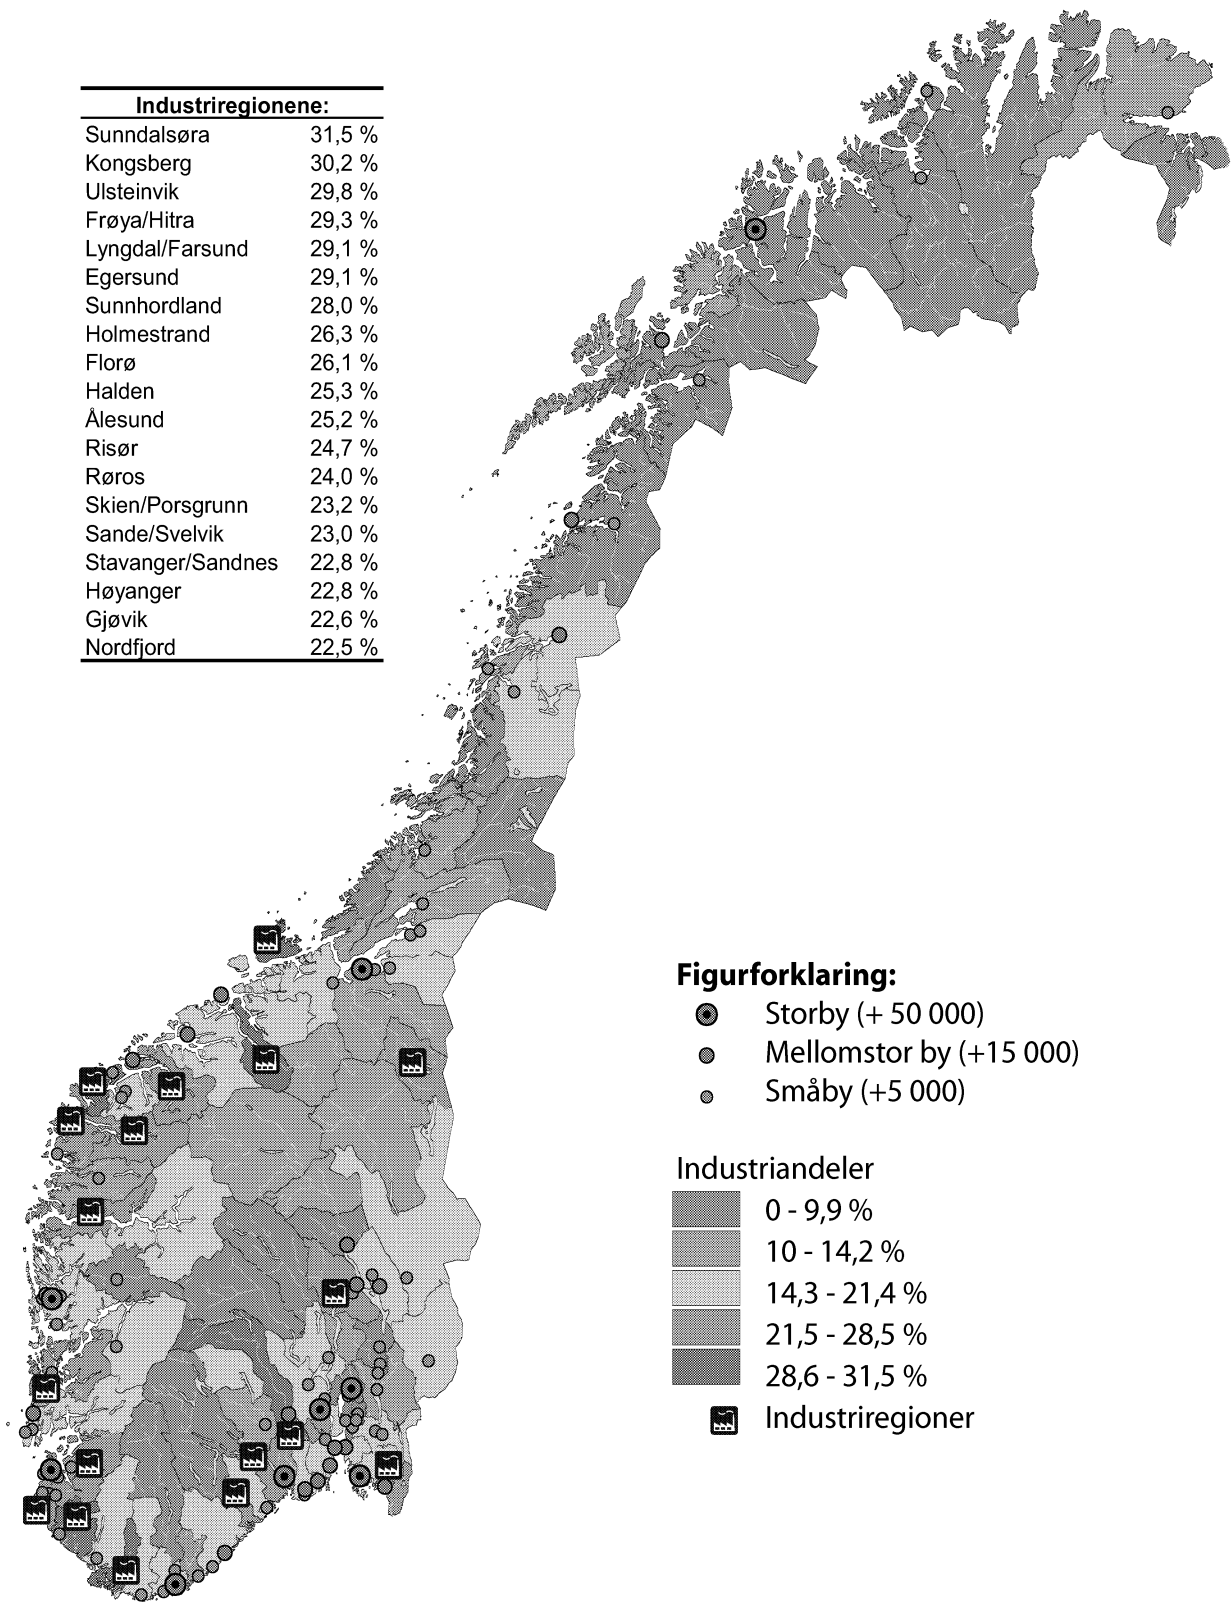 Industriregionene:
Sunndalsøra 31,5 %
Kongsberg 30,2 %
Ulsteinvik 29,8 %
Frøya/Hitra 29,3 %
Lyngdal/Farsund 29,1 %
Egersund 29,1 %
Sunnhordland 28,0 %
Holmestrand 26,3 %
Florø 26,1 %
Halden 25,3 %
Ålesund 25,2 %
Risør 24,7 %
Røros 24,0 %
Skien/Porsgrunn 23,2 %
Sande/Svelvik 23,0 %
Stavanger/Sandnes 22,8 %
Høyanger 22,8 %
Gjøvik 22,6 %
Nordfjord 22,5 %
Figurforklaring:
Storby (+ 50 000)
Mellomstor by (+15 000)
Småby (+5 000)
Industriandeler
0 - 9,9 %
10 - 14,2 %
14,3 - 21,4 %
21,5 - 28,5 %
28,6 - 31,5 %
Industriregioner